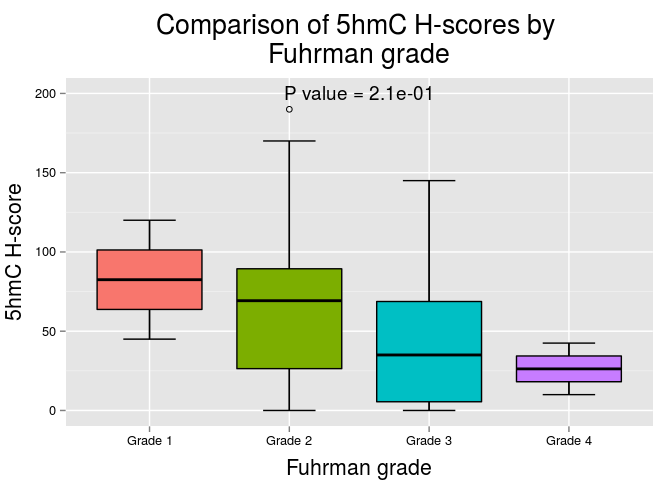 Comparison of 5hmC H-scores by
Fuhrman grade
P value = 2.1e-01
5hmC H-score
200
150
100
50
0
Grade 1
Grade 2
Grade 3
Grade 4
Fuhrman grade